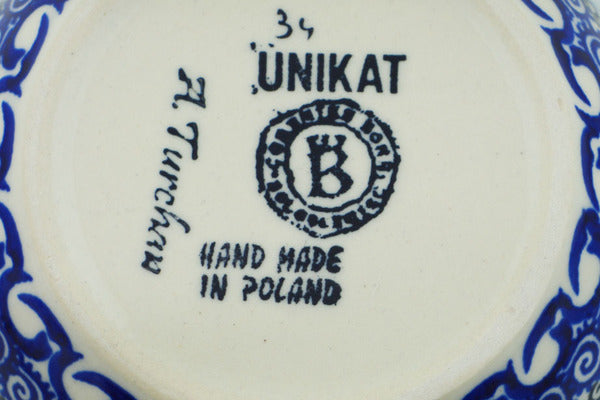 34
UNIKAT
B
HAND MADE
IN POLAND
A. Turchan